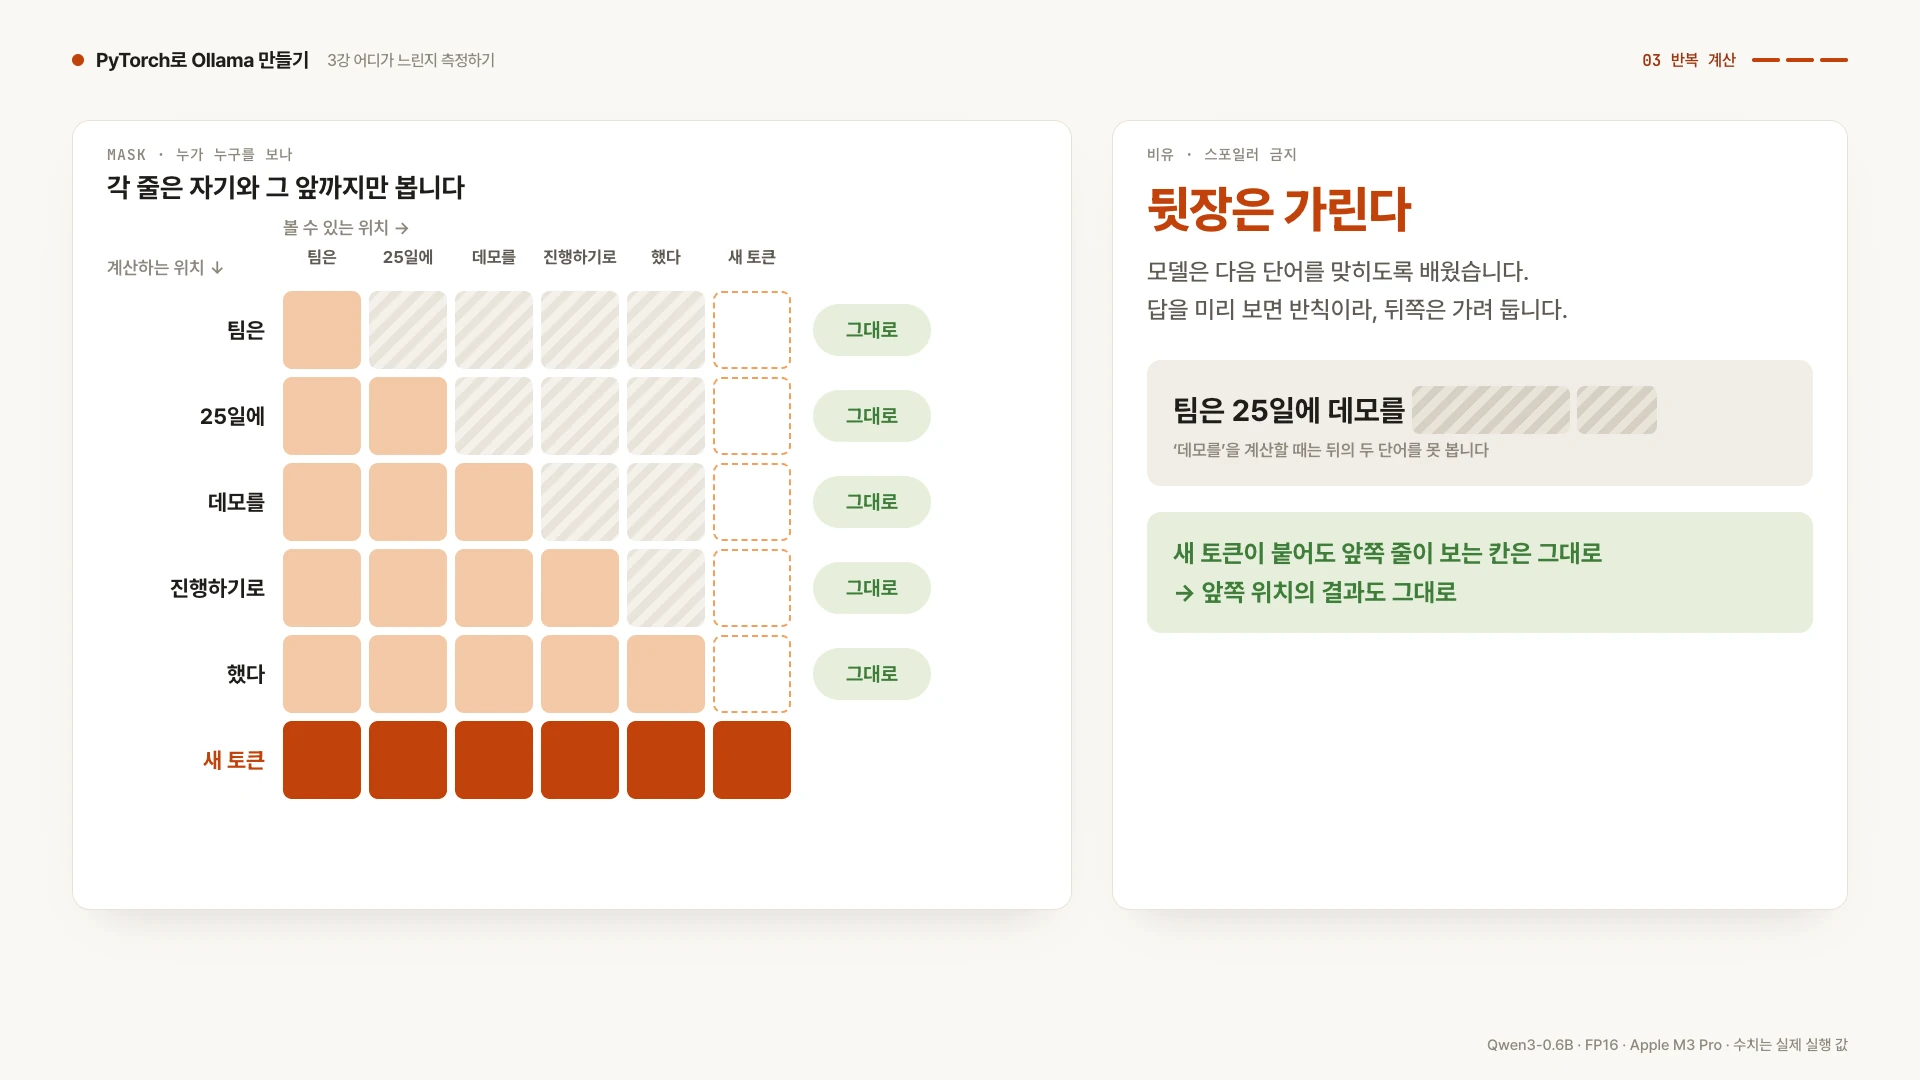 PyTorch로 Ollama 만들기 3강 어디가 느린지 측정하기
03 반복 계산
MASK · 누가 누구를 보나
각 줄은 자기와 그 앞까지만 봅니다
볼 수 있는 위치 →
계산하는 위치 ↓
팀은 25일에 데모를 진행하기로 했다 새 토큰
팀은 그대로
25일에 그대로
데모를 그대로
진행하기로 그대로
했다 그대로
새 토큰
비유 · 스포일러 금지
뒷장은 가린다
모델은 다음 단어를 맞히도록 배웠습니다.
답을 미리 보면 반칙이라, 뒤쪽은 가려 둡니다.
팀은 25일에 데모를
‘데모를’을 계산할 때는 뒤의 두 단어를 못 봅니다
새 토큰이 붙어도 앞쪽 줄이 보는 칸은 그대로
→ 앞쪽 위치의 결과도 그대로
Qwen3-0.6B · FP16 · Apple M3 Pro · 수치는 실제 실행 값